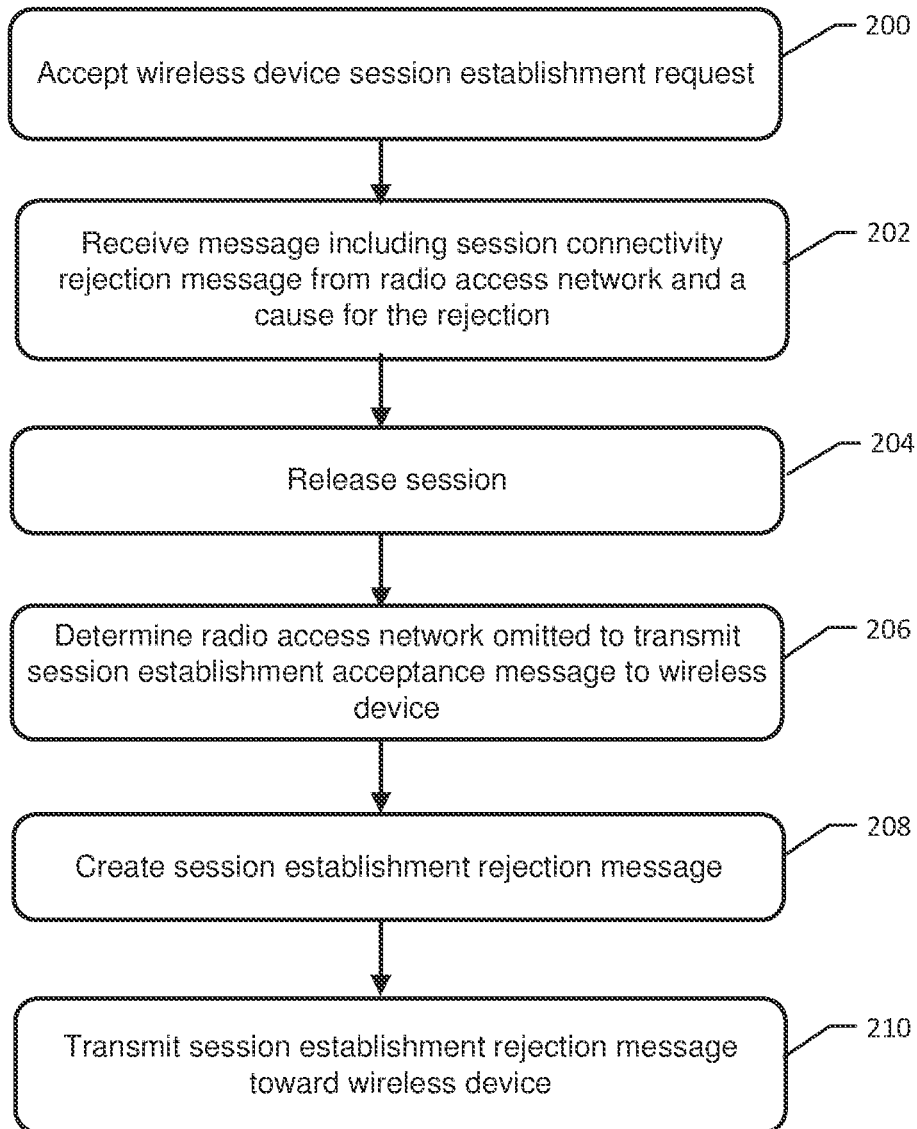 200
Accept wireless device session establishment request
202
Receive message including session connectivity
rejection message from radio access network and a
cause for the rejection
204
Release session
206
Determine radio access network omitted to transmit
session establishment acceptance message to wireless
device
208
Create session establishment rejection message
210
Transmit session establishment rejection message
toward wireless device